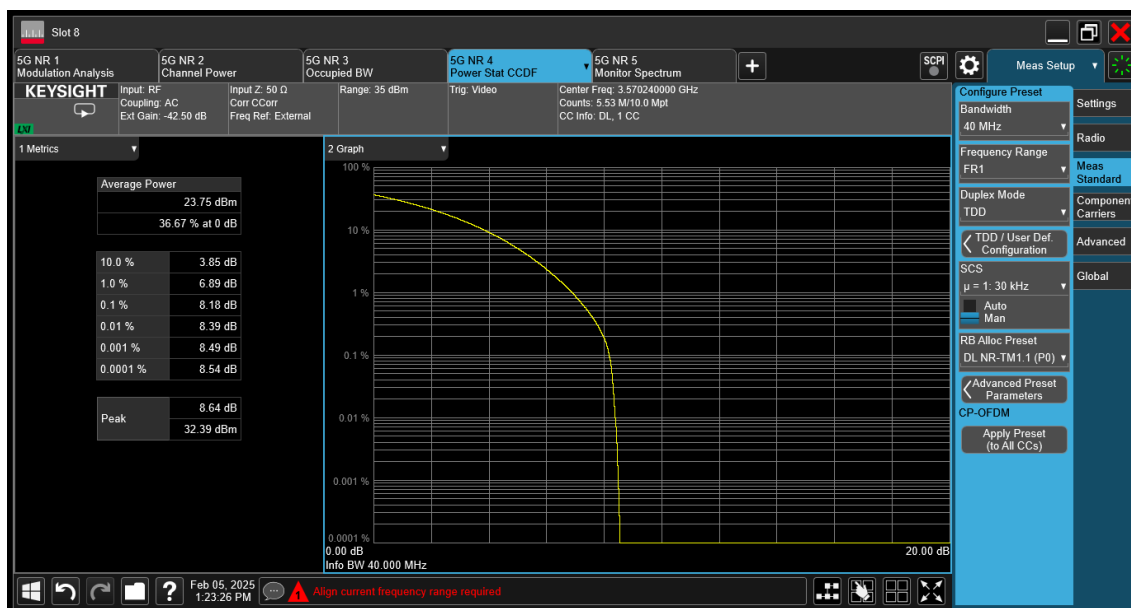 Slot 8
5G NR 1
Modulation Analysis
5G NR 2
Channel Power
5G NR 3
Occupied BW
5G NR 4
Power Stat CCDF
5G NR 5
Monitor Spectrum
SCPI
Meas Setup
KEYSIGHT
LXI
Input: RF
Coupling: AC
Ext Gain: -42.50 dB
Input Z: 50 Ω
Corr CCorr
Freq Ref: External
Range: 35 dBm
Trig: Video
Center Freq: 3.570240000 GHz
Counts: 5.53 M/10.0 Mpt
CC Info: DL, 1 CC
1 Metrics
Average Power
23.75 dBm
36.67 % at 0 dB
10.0 % 3.85 dB
1.0 % 6.89 dB
0.1 % 8.18 dB
0.01 % 8.39 dB
0.001 % 8.49 dB
0.0001 % 8.54 dB
Peak
8.64 dB
32.39 dBm
2 Graph
100 %
10 %
1 %
0.1 %
0.01 %
0.001 %
0.0001 %
0.00 dB
20.00 dB
Info BW 40.000 MHz
Configure Preset
Bandwidth
40 MHz
Frequency Range
FR1
Duplex Mode
TDD
TDD / User Def.
Configuration
SCS
μ = 1: 30 kHz
Auto
Man
RB Alloc Preset
DL NR-TM1.1 (P0)
Advanced Preset
Parameters
CP-OFDM
Apply Preset
(to All CCs)
Settings
Radio
Meas
Standard
Component
Carriers
Advanced
Global
?
Feb 05, 2025
1:23:26 PM
1
Align current frequency range required